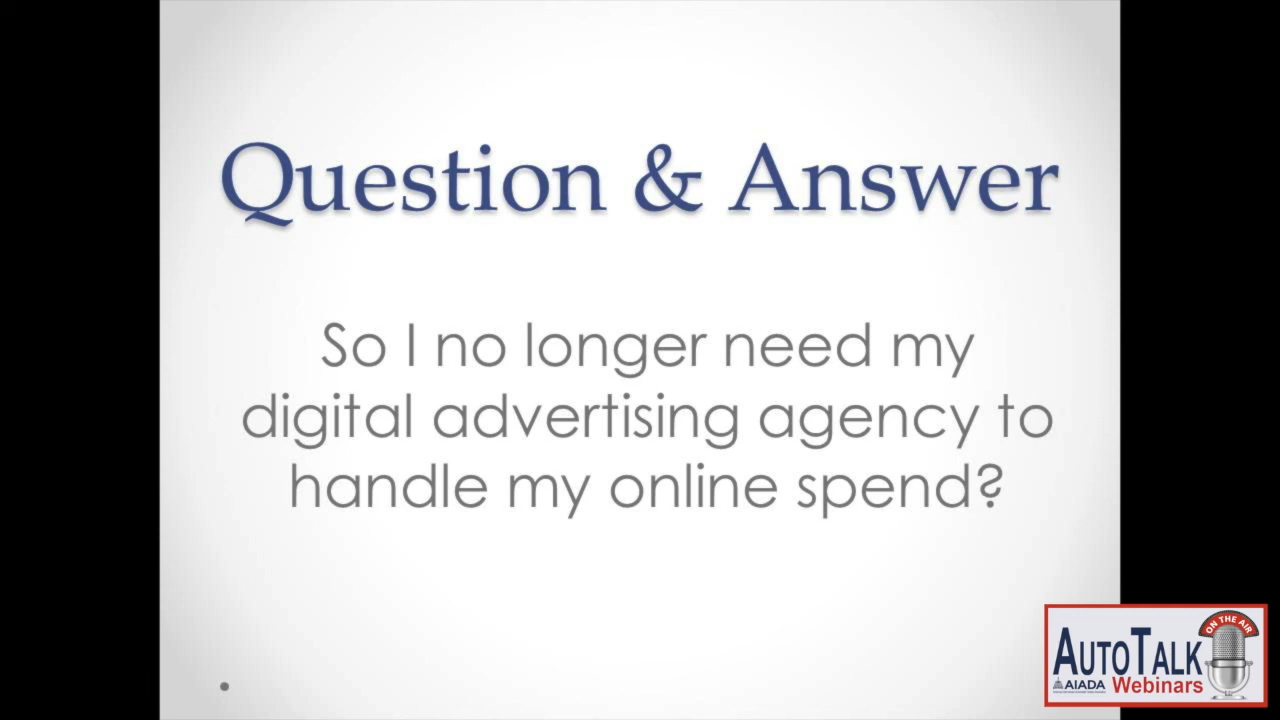 Question & Answer
So I no longer need my
digital advertising agency to
handle my online spend?
ON THE AIR
AUTOTALK
AIADA Webinars